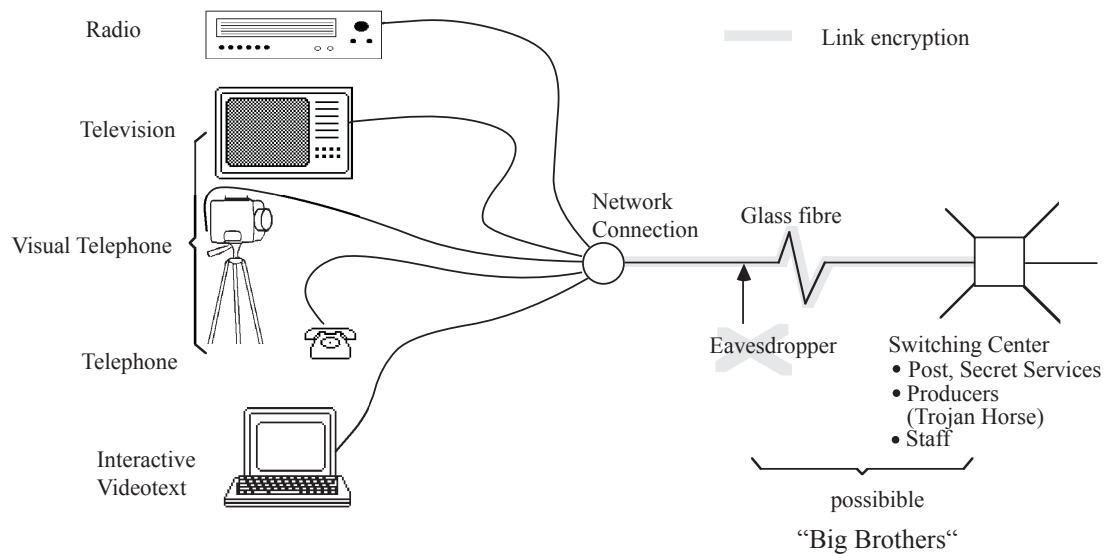 Radio
Link encryption
Television
Network
Connection
Glass fibre
Visual Telephone
Telephone
Eavesdropper
Switching Center
• Post, Secret Services
• Producers
(Trojan Horse)
• Staff
Interactive
Videotext
possibible
“Big Brothers“